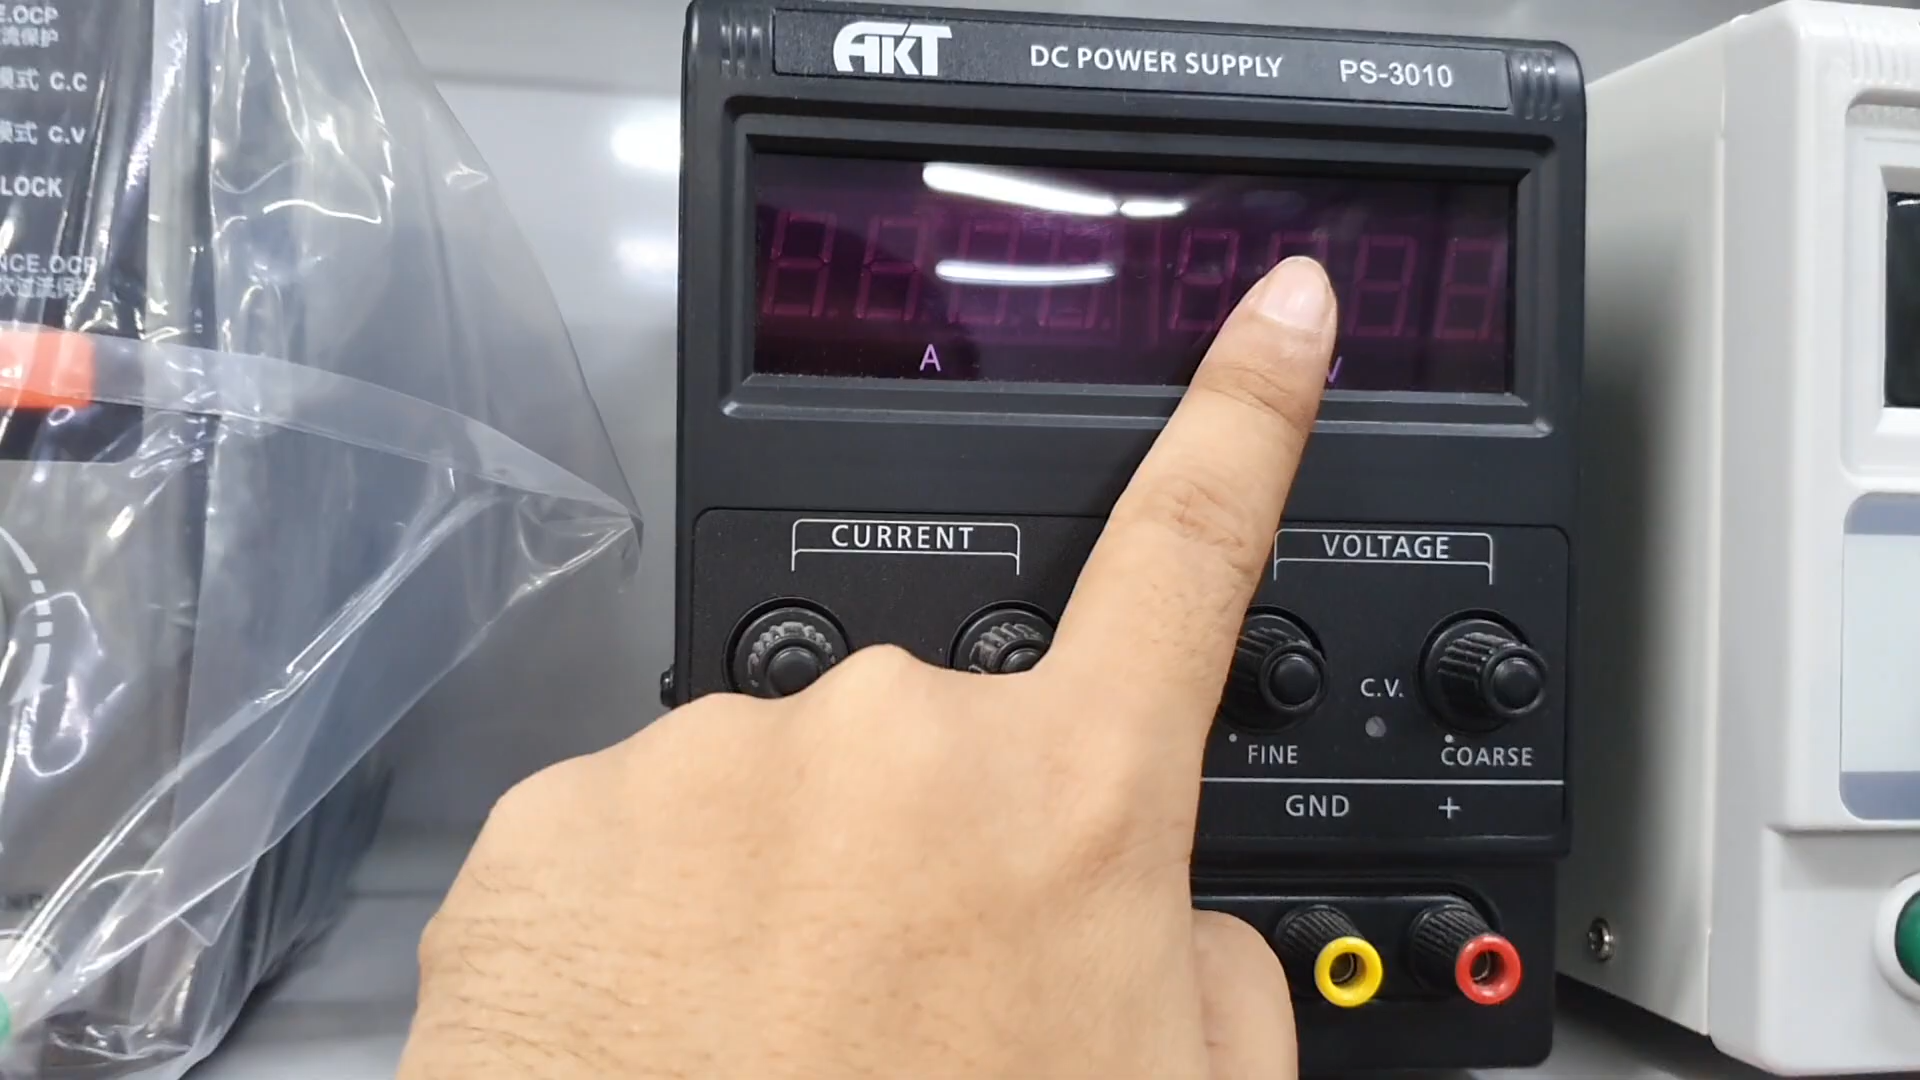 E.OCP
流保护
模式 C.C
模式 C.V
LOCK
NCE.OCP
次过流保护
AKT DC POWER SUPPLY PS-3010
A V
CURRENT VOLTAGE
C.V.
FINE COARSE
GND +